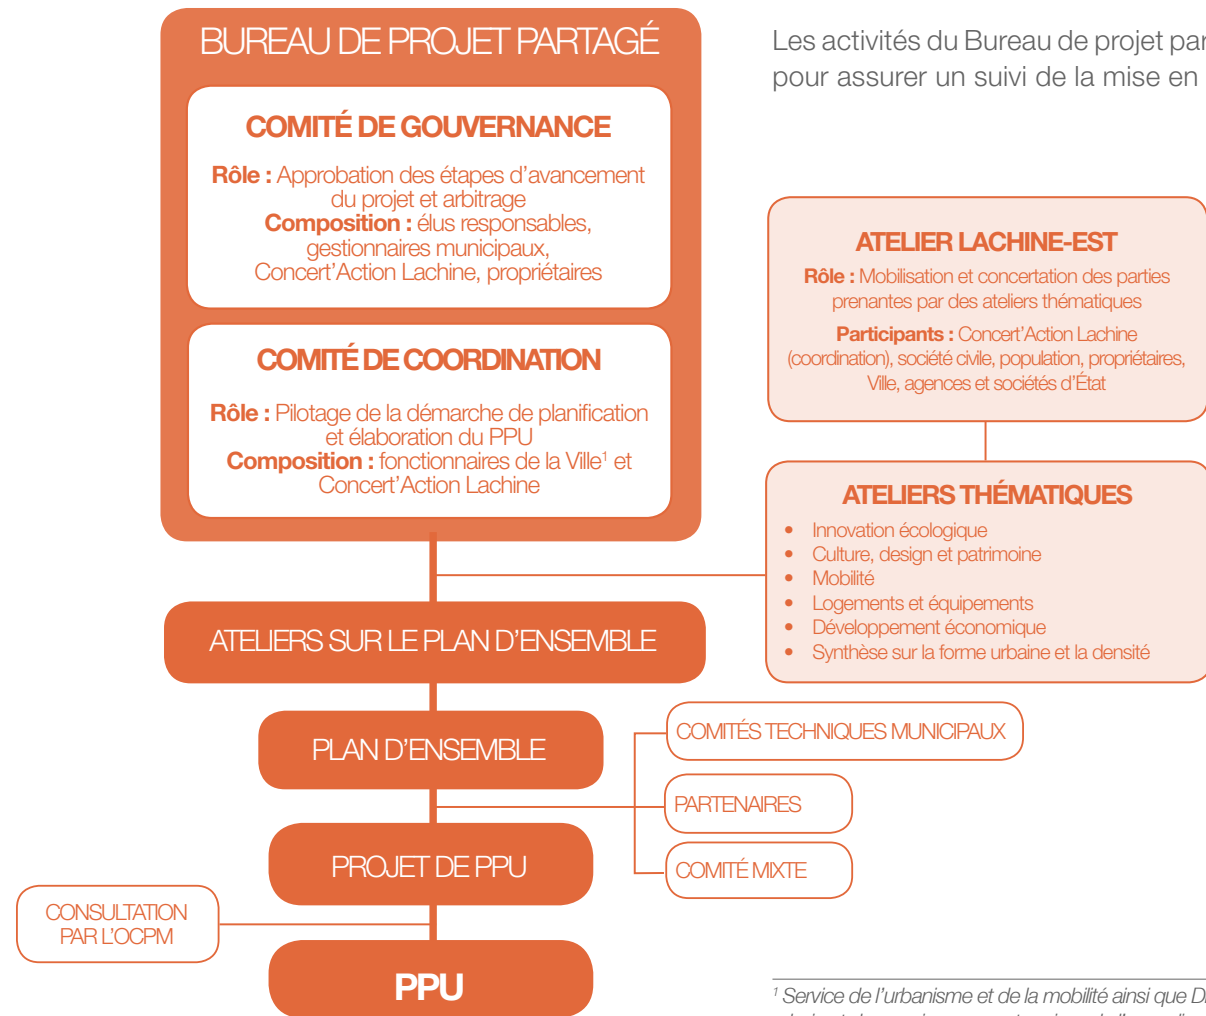 BUREAU DE PROJET PARTAGÉ
COMITÉ DE GOUVERNANCE
Rôle : Approbation des étapes d'avancement
du projet et arbitrage
Composition : élus responsables,
gestionnaires municipaux,
Concert'Action Lachine, propriétaires
COMITÉ DE COORDINATION
Rôle : Pilotage de la démarche de planification
et élaboration du PPU
Composition : fonctionnaires de la Ville¹ et
Concert'Action Lachine
Les activités du Bureau de projet
pour assurer un suivi de la mise en
ATELIER LACHINE-EST
Rôle : Mobilisation et concertation des parties
prenantes par des ateliers thématiques
Participants : Concert'Action Lachine
(coordination), société civile, population, propriétaires,
Ville, agences et sociétés d'État
ATELIERS THÉMATIQUES
• Innovation écologique
• Culture, design et patrimoine
• Mobilité
• Logements et équipements
• Développement économique
• Synthèse sur la forme urbaine et la densité
ATELIERS SUR LE PLAN D'ENSEMBLE
PLAN D'ENSEMBLE
COMITÉS TECHNIQUES MUNICIPAUX
PARTENAIRES
COMITÉ MIXTE
PROJET DE PPU
CONSULTATION
PAR L'OCPM
PPU
¹ Service de l'urbanisme et de la mobilité ainsi que